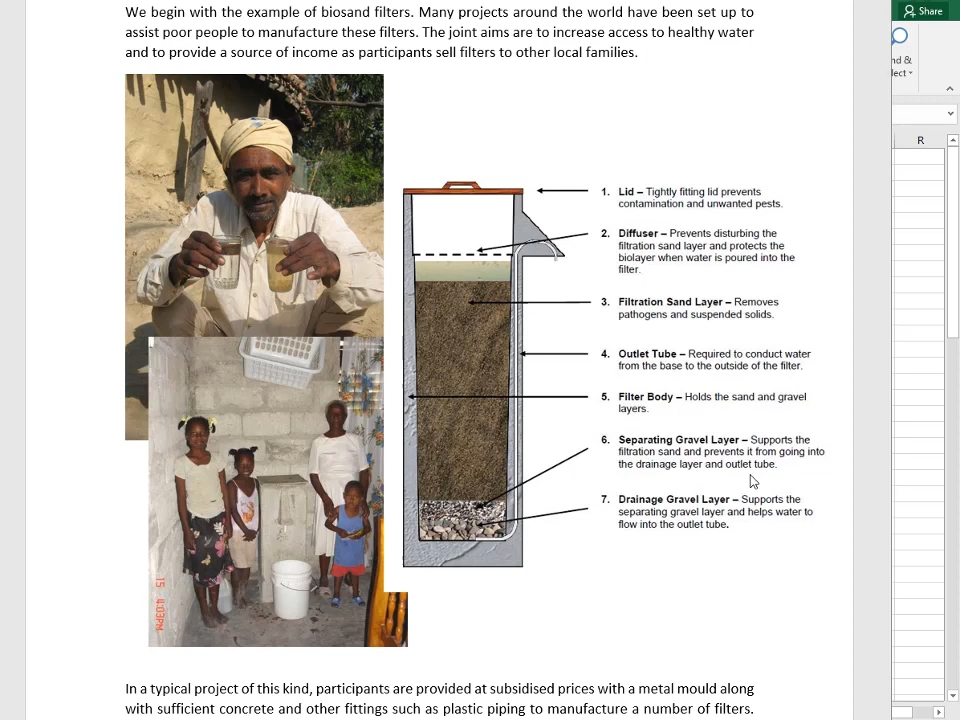 We begin with the example of biosand filters. Many projects around the world have been set up to
assist poor people to manufacture these filters. The joint aims are to increase access to healthy water
and to provide a source of income as participants sell filters to other local families.
Share
nd &
lect
R
1. Lid – Tightly fitting lid prevents
contamination and unwanted pests.
2. Diffuser – Prevents disturbing the
filtration sand layer and protects the
biolayer when water is poured into the
filter.
3. Filtration Sand Layer – Removes
pathogens and suspended solids.
4. Outlet Tube – Required to conduct water
from the base to the outside of the filter.
5. Filter Body – Holds the sand and gravel
layers.
6. Separating Gravel Layer – Supports the
filtration sand and prevents it from going into
the drainage layer and outlet tube.
7. Drainage Gravel Layer – Supports the
separating gravel layer and helps water to
flow into the outlet tube.
15 4:03PM
In a typical project of this kind, participants are provided at subsidised prices with a metal mould along
with sufficient concrete and other fittings such as plastic piping to manufacture a number of filters.